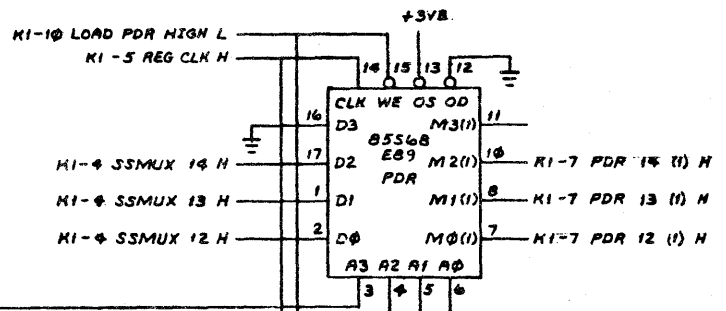 +3VB
K1-10 LOAD PDR HIGH L
K1-5 REG CLK H
14 15 13 12
CLK WE OS OD
16 D3 M3(1) 11
85S68
K1-4 SSMUX 14 H 17 D2 E89 M2(1) 10 K1-7 PDR 14 (1) H
PDR
K1-4 SSMUX 13 H 1 D1 M1(1) 8 K1-7 PDR 13 (1) H
K1-4 SSMUX 12 H 2 D0 M0(1) 7 K1-7 PDR 12 (1) H
A3 A2 A1 A0
3 4 5 6